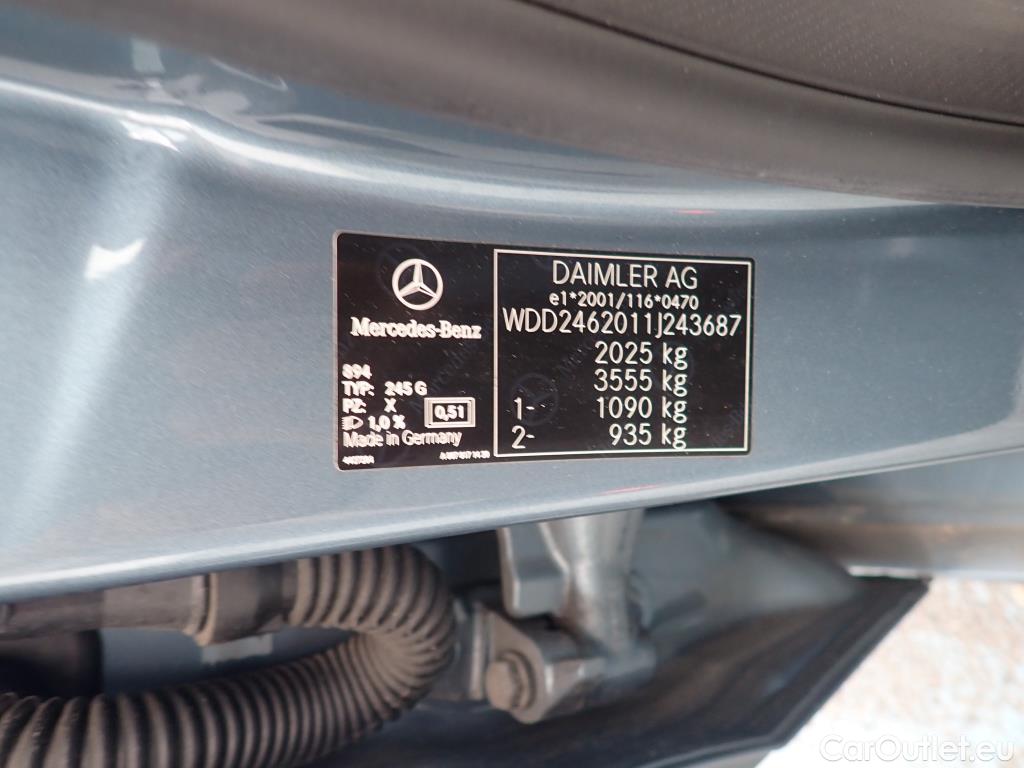 Mercedes-Benz
894
TYP: 245 G
PZ: X
1,0 %
0,51
Made in Germany
DAIMLER AG
e1*2001/116*0470
WDD2462011J243687
2025 kg
3555 kg
1- 1090 kg
2- 935 kg
CarOutlet.eu